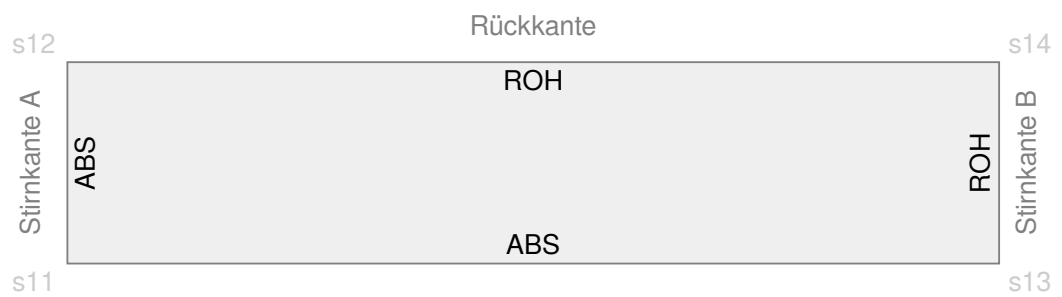 Rückkante
s12
s14
ROH
Stirnkante A
ABS
ROH
Stirnkante B
ABS
s11
s13